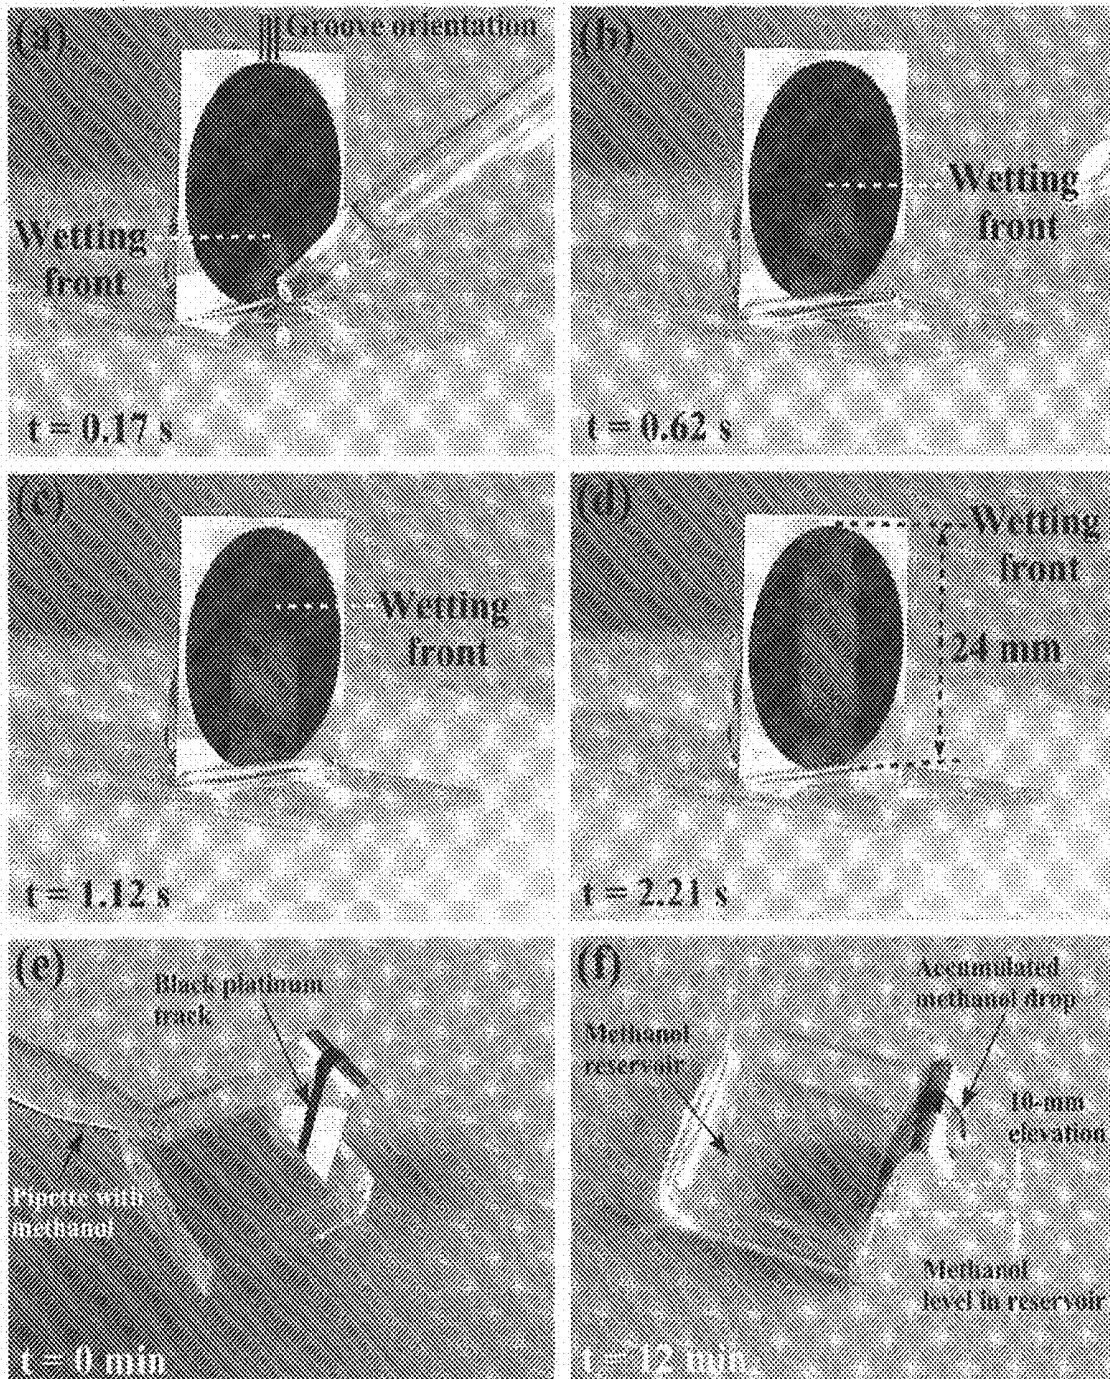 (a)
Groove orientation
Wetting
front
t = 0.17 s
(b)
Wetting
front
t = 0.62 s
(c)
Wetting
front
t = 1.12 s
(d)
Wetting
front
24 mm
t = 2.21 s
(e)
Black platinum
track
Pipette with
methanol
t = 0 min
(f)
Accumulated
methanol drop
Methanol
reservoir
10-mm
elevation
Methanol
level in reservoir
t = 12 min